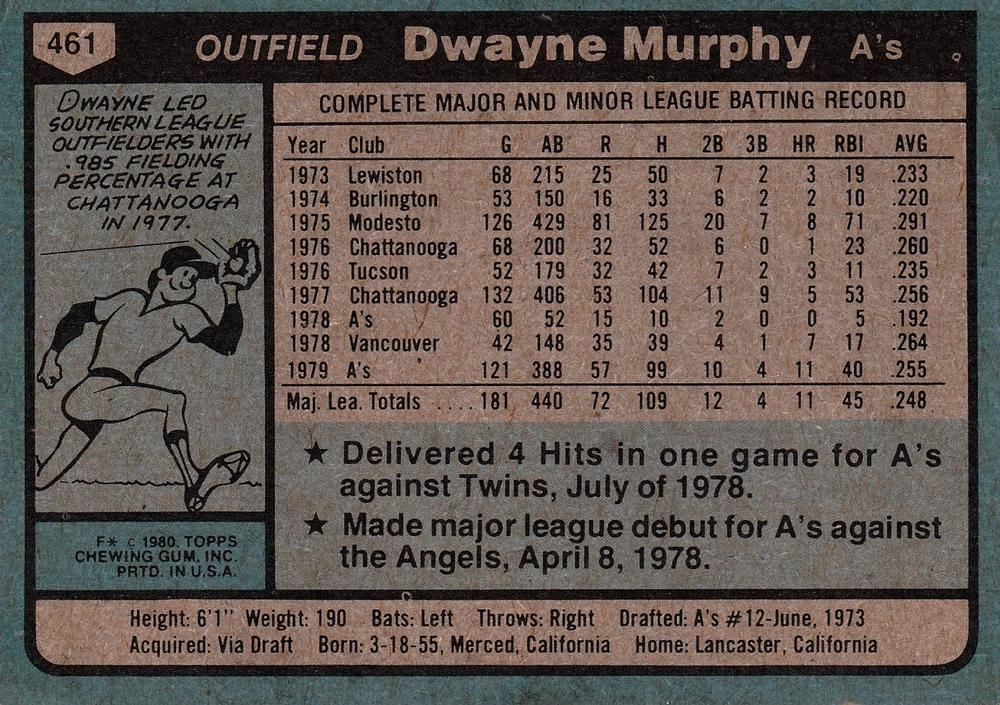 461 OUTFIELD Dwayne Murphy A's
DWAYNE LED
SOUTHERN LEAGUE
OUTFIELDERS WITH
.985 FIELDING
PERCENTAGE AT
CHATTANOOGA
IN 1977.
COMPLETE MAJOR AND MINOR LEAGUE BATTING RECORD
Year Club G AB R H 2B 3B HR RBI AVG
1973 Lewiston 68 215 25 50 7 2 3 19 .233
1974 Burlington 53 150 16 33 6 2 2 10 .220
1975 Modesto 126 429 81 125 20 7 8 71 .291
1976 Chattanooga 68 200 32 52 6 0 1 23 .260
1976 Tucson 52 179 32 42 7 2 3 11 .235
1977 Chattanooga 132 406 53 104 11 9 5 53 .256
1978 A's 60 52 15 10 2 0 0 5 .192
1978 Vancouver 42 148 35 39 4 1 7 17 .264
1979 A's 121 388 57 99 10 4 11 40 .255
Maj. Lea. Totals .... 181 440 72 109 12 4 11 45 .248
★ Delivered 4 Hits in one game for A's
against Twins, July of 1978.
★ Made major league debut for A's against
the Angels, April 8, 1978.
F* c 1980, TOPPS
CHEWING GUM, INC.
PRTD. IN U.S.A.
Height: 6'1" Weight: 190 Bats: Left Throws: Right Drafted: A's #12-June, 1973
Acquired: Via Draft Born: 3-18-55, Merced, California Home: Lancaster, California